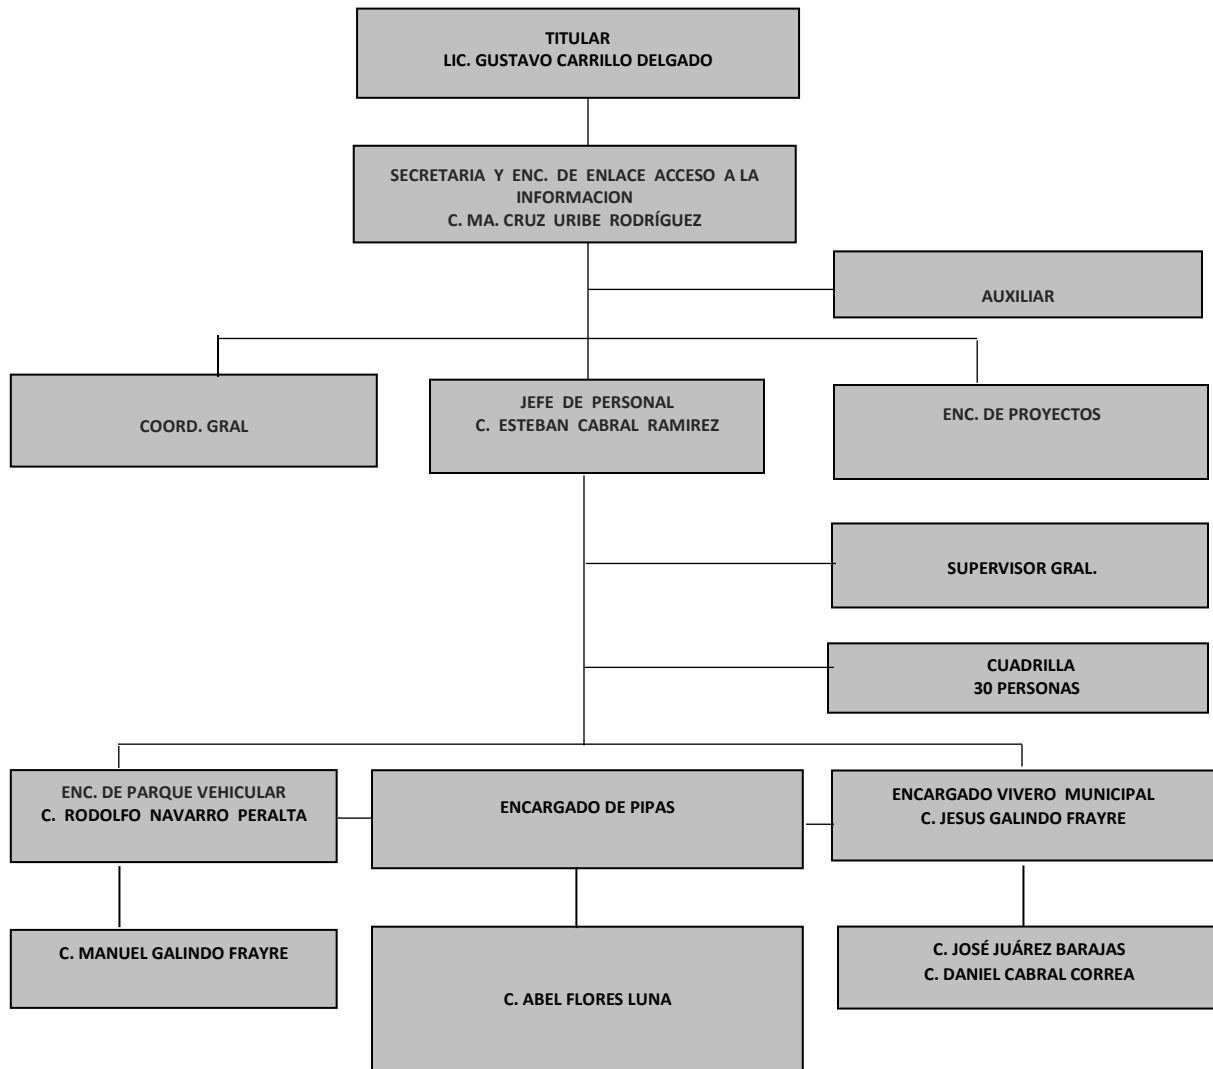 TITULAR
LIC. GUSTAVO CARRILLO DELGADO
SECRETARIA Y ENC. DE ENLACE ACCESO A LA
INFORMACION
C. MA. CRUZ URIBE RODRÍGUEZ
AUXILIAR
COORD. GRAL
JEFE DE PERSONAL
C. ESTEBAN CABRAL RAMIREZ
ENC. DE PROYECTOS
SUPERVISOR GRAL.
CUADRILLA
30 PERSONAS
ENC. DE PARQUE VEHICULAR
C. RODOLFO NAVARRO PERALTA
ENCARGADO DE PIPAS
ENCARGADO VIVERO MUNICIPAL
C. JESUS GALINDO FRAYRE
C. MANUEL GALINDO FRAYRE
C. ABEL FLORES LUNA
C. JOSÉ JUÁREZ BARAJAS
C. DANIEL CABRAL CORREA